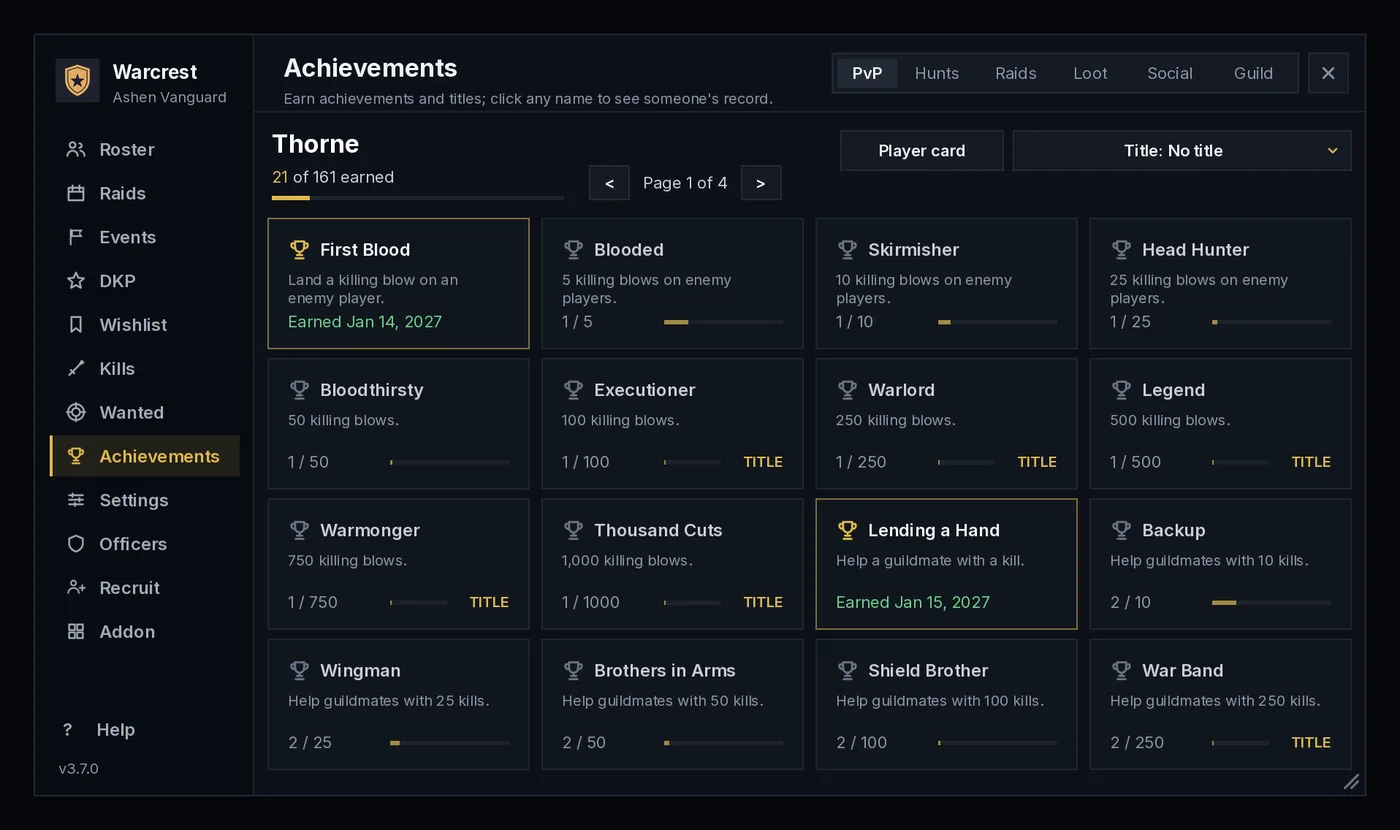 Warcrest
Ashen Vanguard
Roster
Raids
Events
DKP
Wishlist
Kills
Wanted
Achievements
Settings
Officers
Recruit
Addon
? Help
v3.7.0
Achievements
Earn achievements and titles; click any name to see someone's record.
PvP Hunts Raids Loot Social Guild ✕
Thorne
21 of 161 earned
< Page 1 of 4 >
Player card
Title: No title
First Blood
Land a killing blow on an
enemy player.
Earned Jan 14, 2027
Blooded
5 killing blows on enemy
players.
1 / 5
Skirmisher
10 killing blows on enemy
players.
1 / 10
Head Hunter
25 killing blows on enemy
players.
1 / 25
Bloodthirsty
50 killing blows.
1 / 50
Executioner
100 killing blows.
1 / 100 TITLE
Warlord
250 killing blows.
1 / 250 TITLE
Legend
500 killing blows.
1 / 500 TITLE
Warmonger
750 killing blows.
1 / 750 TITLE
Thousand Cuts
1,000 killing blows.
1 / 1000 TITLE
Lending a Hand
Help a guildmate with a kill.
Earned Jan 15, 2027
Backup
Help guildmates with 10 kills.
2 / 10
Wingman
Help guildmates with 25 kills.
2 / 25
Brothers in Arms
Help guildmates with 50 kills.
2 / 50
Shield Brother
Help guildmates with 100 kills.
2 / 100
War Band
Help guildmates with 250 kills.
2 / 250 TITLE